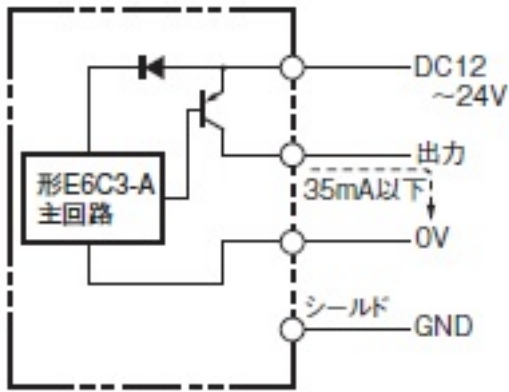 DC12
～24V
出力
形E6C3-A
主回路
35mA以下
0V
シールド
GND